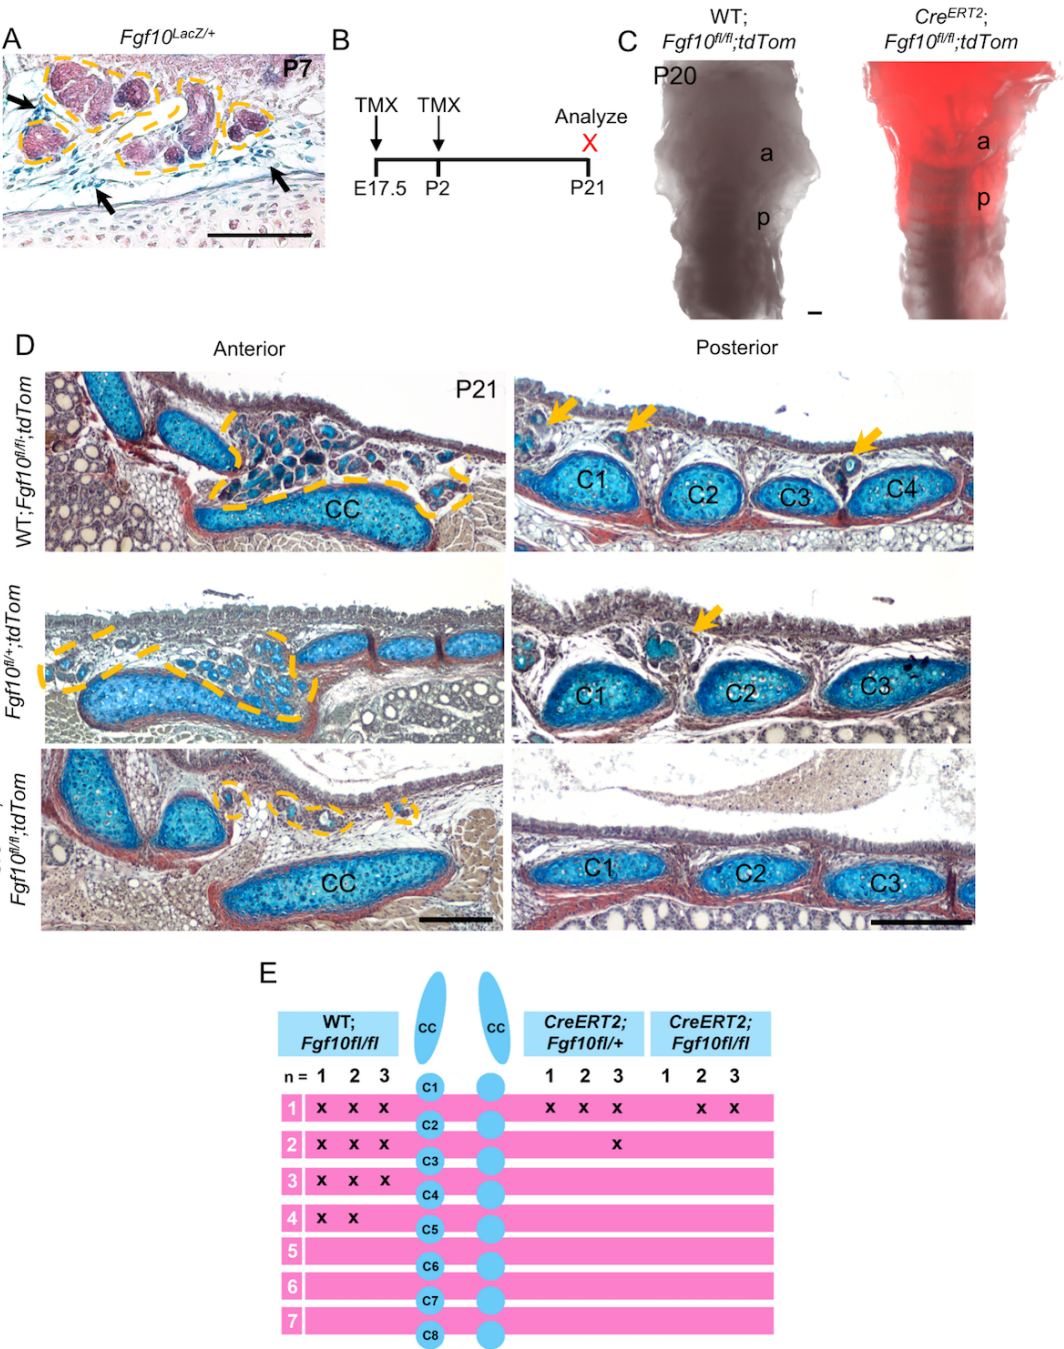 A
Fgf10LacZ/+
P7
B
TMX TMX
Analyze
X
E17.5 P2 P21
C
WT;
Fgf10fl/fl;tdTom
CreERT2;
Fgf10fl/fl;tdTom
P20
a
p
a
p
D
Anterior
Posterior
WT;Fgf10fl/fl;tdTom
P21
CC
C1 C2 C3 C4
Fgf10fl/+;tdTom
C1 C2 C3
Fgf10fl/fl;tdTom
CC
C1 C2 C3
E
WT;
Fgf10fl/fl
CC
CC
CreERT2;
Fgf10fl/+
CreERT2;
Fgf10fl/fl
n = 1 2 3 1 2 3 1 2 3
C1
1 x x x x x x x x
C2
2 x x x x
C3
3 x x x
C4
4 x x
C5
5
C6
6
C7
7
C8